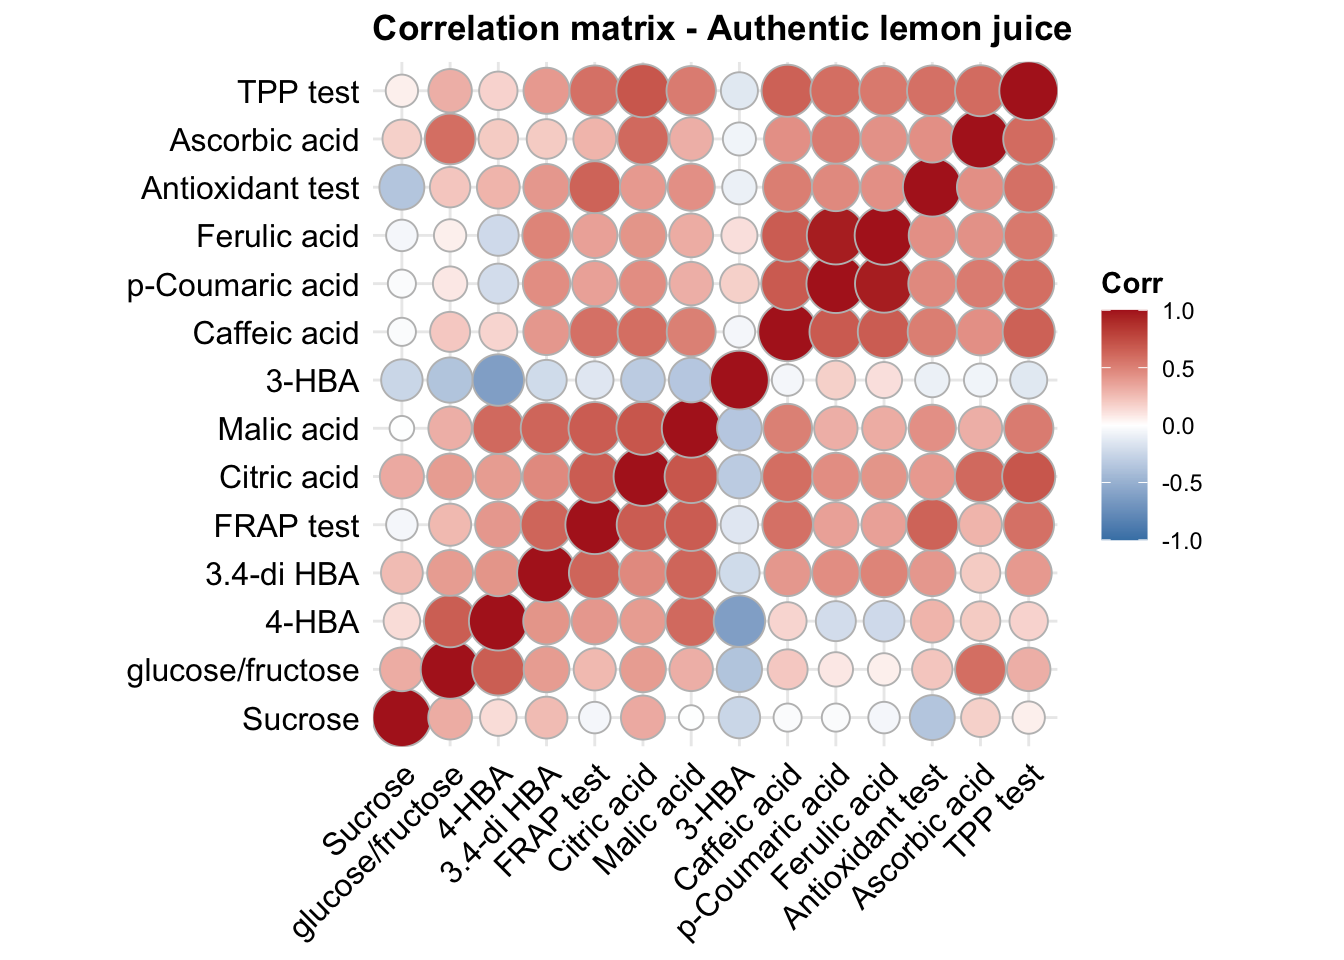 Correlation matrix - Authentic lemon juice
TPP test
Ascorbic acid
Antioxidant test
Ferulic acid
p-Coumaric acid
Caffeic acid
3-HBA
Malic acid
Citric acid
FRAP test
3.4-di HBA
4-HBA
glucose/fructose
Sucrose
Sucrose
glucose/fructose
4-HBA
3.4-di HBA
FRAP test
Citric acid
Malic acid
3-HBA
Caffeic acid
p-Coumaric acid
Ferulic acid
Antioxidant test
Ascorbic acid
TPP test
Corr
1.0
0.5
0.0
-0.5
-1.0